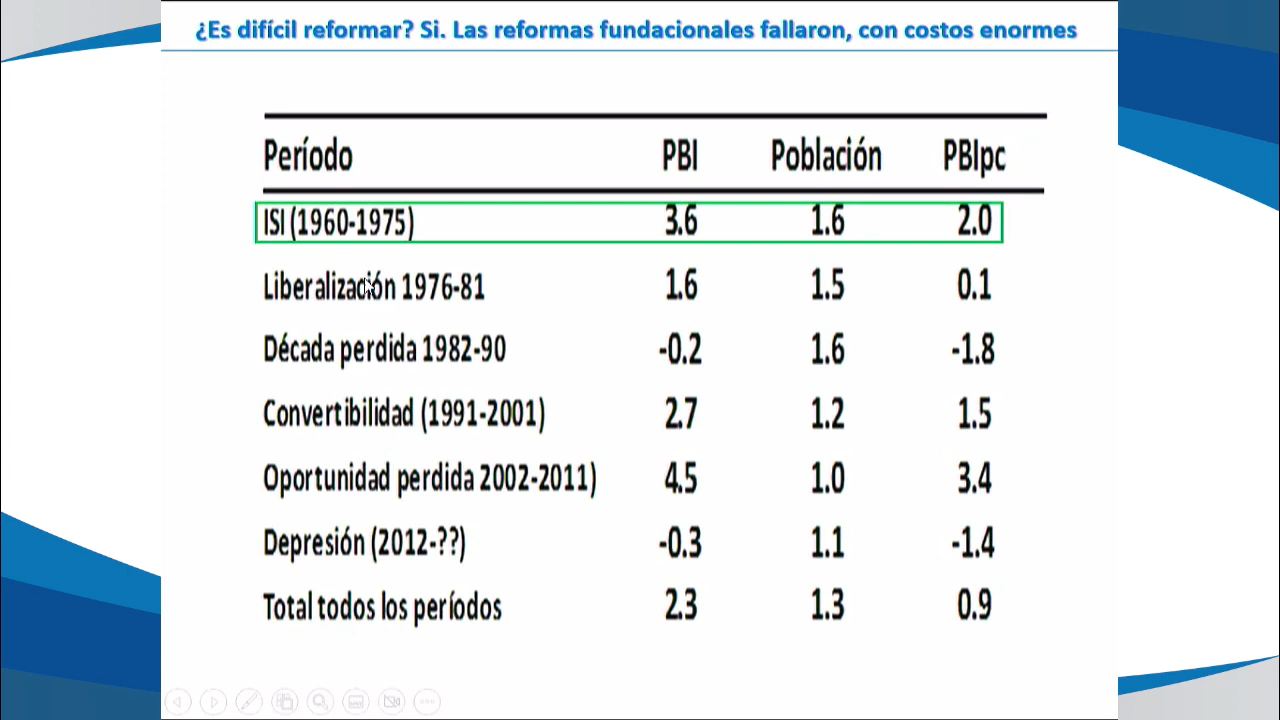 ¿Es difícil reformar? Si. Las reformas fundacionales fallaron, con costos enormes
Período PBI Población PBIpc
ISI (1960-1975) 3.6 1.6 2.0
Liberalización 1976-81 1.6 1.5 0.1
Década perdida 1982-90 -0.2 1.6 -1.8
Convertibilidad (1991-2001) 2.7 1.2 1.5
Oportunidad perdida 2002-2011) 4.5 1.0 3.4
Depresión (2012-??) -0.3 1.1 -1.4
Total todos los períodos 2.3 1.3 0.9